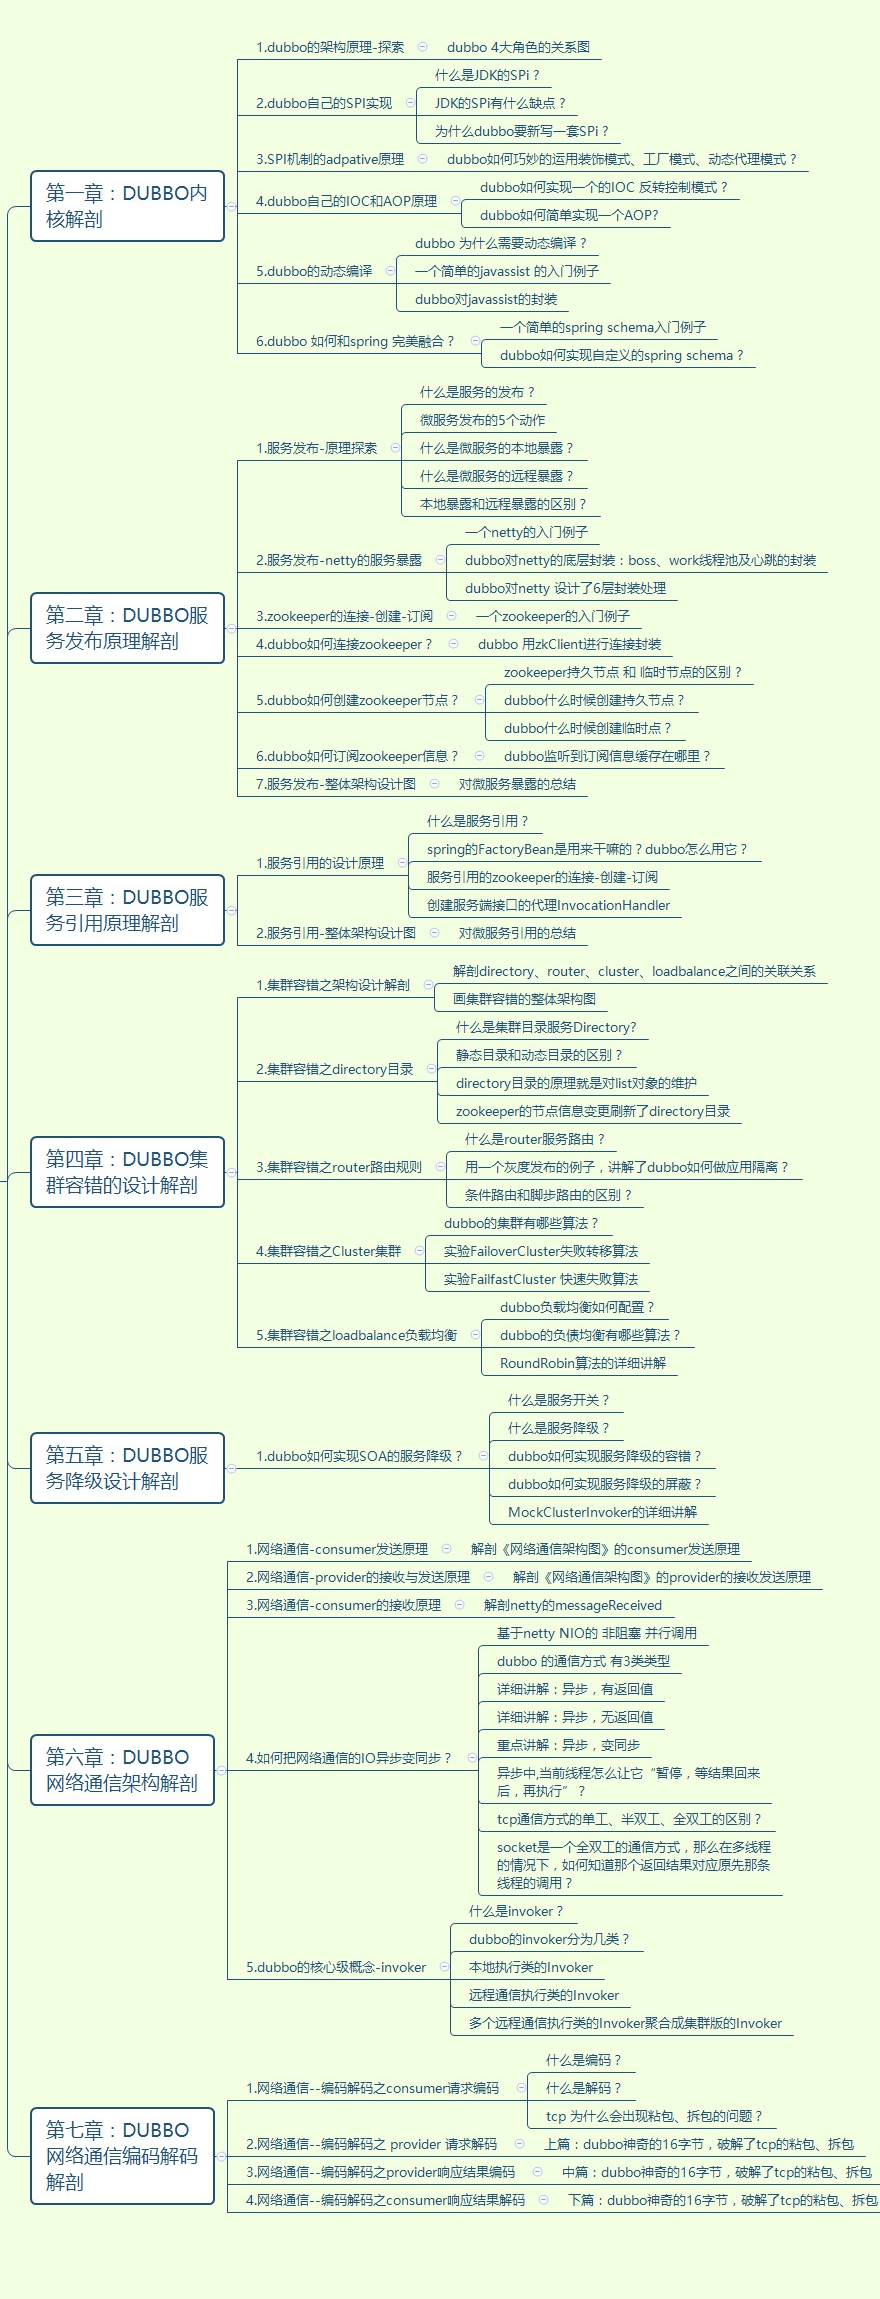 第一章：DUBBO内
核解剖
1.dubbo的架构原理-探索
dubbo 4大角色的关系图
2.dubbo自己的SPI实现
什么是JDK的SPi？
JDK的SPi有什么缺点？
为什么dubbo要新写一套SPi？
3.SPI机制的adpative原理
dubbo如何巧妙的运用装饰模式、工厂模式、动态代理模式？
4.dubbo自己的IOC和AOP原理
dubbo如何实现一个的IOC 反转控制模式？
dubbo如何简单实现一个AOP?
5.dubbo的动态编译
dubbo 为什么需要动态编译？
一个简单的javassist 的入门例子
dubbo对javassist的封装
6.dubbo 如何和spring 完美融合？
一个简单的spring schema入门例子
dubbo如何实现自定义的spring schema？
第二章：DUBBO服
务发布原理解剖
1.服务发布-原理探索
什么是服务的发布？
微服务发布的5个动作
什么是微服务的本地暴露？
什么是微服务的远程暴露？
本地暴露和远程暴露的区别？
2.服务发布-netty的服务暴露
一个netty的入门例子
dubbo对netty的底层封装：boss、work线程池及心跳的封装
dubbo对netty 设计了6层封装处理
3.zookeeper的连接-创建-订阅
一个zookeeper的入门例子
4.dubbo如何连接zookeeper？
dubbo 用zkClient进行连接封装
5.dubbo如何创建zookeeper节点？
zookeeper持久节点 和 临时节点的区别？
dubbo什么时候创建持久节点？
dubbo什么时候创建临时点？
6.dubbo如何订阅zookeeper信息？
dubbo监听到订阅信息缓存在哪里？
7.服务发布-整体架构设计图
对微服务暴露的总结
第三章：DUBBO服
务引用原理解剖
1.服务引用的设计原理
什么是服务引用？
spring的FactoryBean是用来干嘛的？dubbo怎么用它？
服务引用的zookeeper的连接-创建-订阅
创建服务端接口的代理InvocationHandler
2.服务引用-整体架构设计图
对微服务引用的总结
第四章：DUBBO集
群容错的设计解剖
1.集群容错之架构设计解剖
解剖directory、router、cluster、loadbalance之间的关联关系
画集群容错的整体架构图
2.集群容错之directory目录
什么是集群目录服务Directory?
静态目录和动态目录的区别？
directory目录的原理就是对list对象的维护
zookeeper的节点信息变更刷新了directory目录
3.集群容错之router路由规则
什么是router服务路由？
用一个灰度发布的例子，讲解了dubbo如何做应用隔离？
条件路由和脚步路由的区别？
4.集群容错之Cluster集群
dubbo的集群有哪些算法？
实验FailoverCluster失败转移算法
实验FailfastCluster 快速失败算法
5.集群容错之loadbalance负载均衡
dubbo负载均衡如何配置？
dubbo的负债均衡有哪些算法？
RoundRobin算法的详细讲解
第五章：DUBBO服
务降级设计解剖
1.dubbo如何实现SOA的服务降级？
什么是服务开关？
什么是服务降级？
dubbo如何实现服务降级的容错？
dubbo如何实现服务降级的屏蔽？
MockClusterInvoker的详细讲解
第六章：DUBBO
网络通信架构解剖
1.网络通信-consumer发送原理
解剖《网络通信架构图》的consumer发送原理
2.网络通信-provider的接收与发送原理
解剖《网络通信架构图》的provider的接收发送原理
3.网络通信-consumer的接收原理
解剖netty的messageReceived
4.如何把网络通信的IO异步变同步？
基于netty NIO的 非阻塞 并行调用
dubbo 的通信方式 有3类类型
详细讲解：异步，有返回值
详细讲解：异步，无返回值
重点讲解：异步，变同步
异步中,当前线程怎么让它“暂停，等结果回来
后，再执行”？
tcp通信方式的单工、半双工、全双工的区别？
socket是一个全双工的通信方式，那么在多线程
的情况下，如何知道那个返回结果对应原先那条
线程的调用？
5.dubbo的核心级概念-invoker
什么是invoker？
dubbo的invoker分为几类？
本地执行类的Invoker
远程通信执行类的Invoker
多个远程通信执行类的Invoker聚合成集群版的Invoker
第七章：DUBBO
网络通信编码解码
解剖
1.网络通信--编码解码之consumer请求编码
什么是编码？
什么是解码？
tcp 为什么会出现粘包、拆包的问题？
2.网络通信--编码解码之 provider 请求解码
上篇：dubbo神奇的16字节，破解了tcp的粘包、拆包
3.网络通信--编码解码之provider响应结果编码
中篇：dubbo神奇的16字节，破解了tcp的粘包、拆包
4.网络通信--编码解码之consumer响应结果解码
下篇：dubbo神奇的16字节，破解了tcp的粘包、拆包